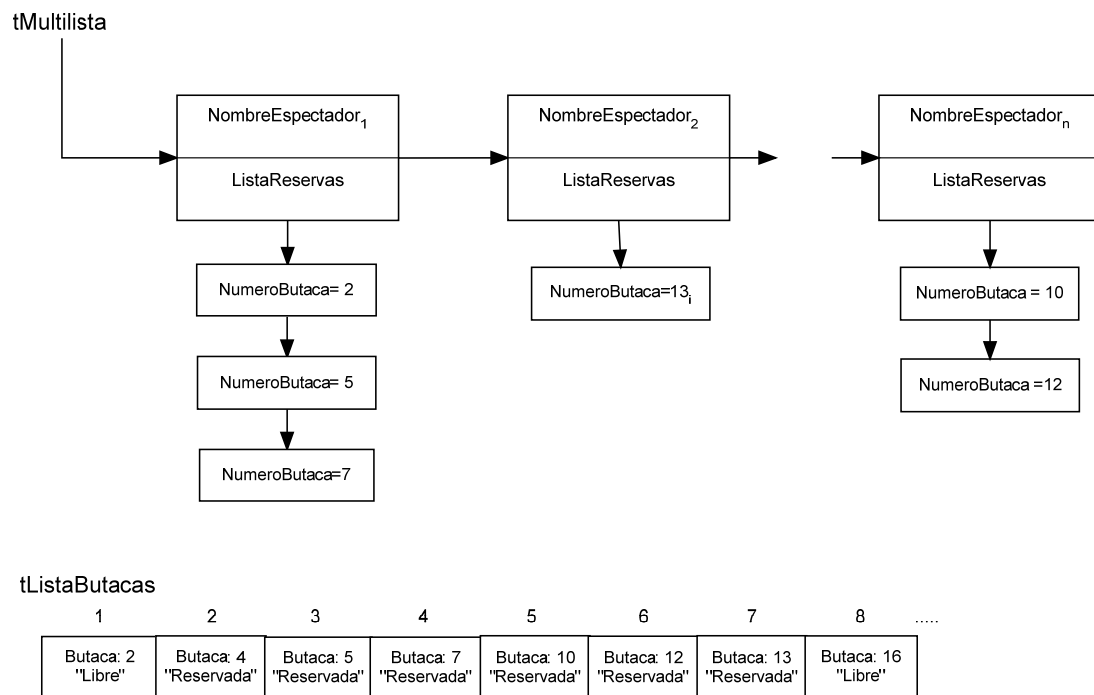 tMultilista
NombreEspectador1
NombreEspectador2
NombreEspectadorn
ListaReservas
ListaReservas
ListaReservas
NumeroButaca= 2
NumeroButaca=13i
NumeroButaca = 10
NumeroButaca= 5
NumeroButaca =12
NumeroButaca=7
tListaButacas
1 2 3 4 5 6 7 8 .....
Butaca: 2 Butaca: 4 Butaca: 5 Butaca: 7 Butaca: 10 Butaca: 12 Butaca: 13 Butaca: 16
"Libre" "Reservada" "Reservada" "Reservada" "Reservada" "Reservada" "Reservada" "Libre"